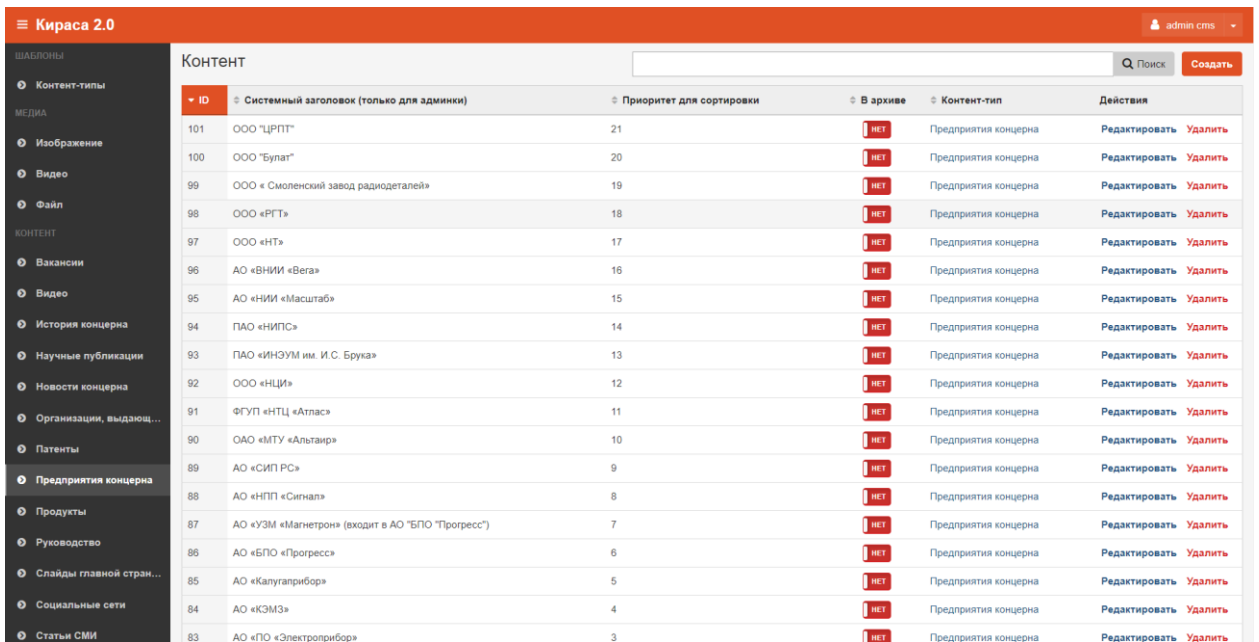 Кираса 2.0
admin cms
ШАБЛОНЫ
Контент-типы
МЕДИА
Изображение
Видео
Файл
КОНТЕНТ
Вакансии
Видео
История концерна
Научные публикации
Новости концерна
Организации, выдающ...
Патенты
Предприятия концерна
Продукты
Руководство
Слайды главной стран...
Социальные сети
Статьи СМИ
Контент
Поиск
Создать
ID Системный заголовок (только для админки) Приоритет для сортировки В архиве Контент-тип Действия
101 ООО "ЦРПТ" 21 НЕТ Предприятия концерна Редактировать Удалить
100 ООО "Булат" 20 НЕТ Предприятия концерна Редактировать Удалить
99 ООО « Смоленский завод радиодеталей» 19 НЕТ Предприятия концерна Редактировать Удалить
98 ООО «РГТ» 18 НЕТ Предприятия концерна Редактировать Удалить
97 ООО «НТ» 17 НЕТ Предприятия концерна Редактировать Удалить
96 АО «ВНИИ «Вега» 16 НЕТ Предприятия концерна Редактировать Удалить
95 АО «НИИ «Масштаб» 15 НЕТ Предприятия концерна Редактировать Удалить
94 ПАО «НИПС» 14 НЕТ Предприятия концерна Редактировать Удалить
93 ПАО «ИНЭУМ им. И.С. Брука» 13 НЕТ Предприятия концерна Редактировать Удалить
92 ООО «НЦИ» 12 НЕТ Предприятия концерна Редактировать Удалить
91 ФГУП «НТЦ «Атлас» 11 НЕТ Предприятия концерна Редактировать Удалить
90 ОАО «МТУ «Альтаир» 10 НЕТ Предприятия концерна Редактировать Удалить
89 АО «СИП РС» 9 НЕТ Предприятия концерна Редактировать Удалить
88 АО «НПП «Сигнал» 8 НЕТ Предприятия концерна Редактировать Удалить
87 АО «УЗМ «Магнетрон» (входит в АО "БПО "Прогресс") 7 НЕТ Предприятия концерна Редактировать Удалить
86 АО «БПО «Прогресс» 6 НЕТ Предприятия концерна Редактировать Удалить
85 АО «Калугаприбор» 5 НЕТ Предприятия концерна Редактировать Удалить
84 АО «КЭМЗ» 4 НЕТ Предприятия концерна Редактировать Удалить
83 АО «ПО «Электроприбор» 3 НЕТ Предприятия концерна Редактировать Удалить